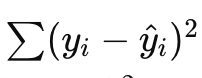 ∑(yᵢ − ŷᵢ)²